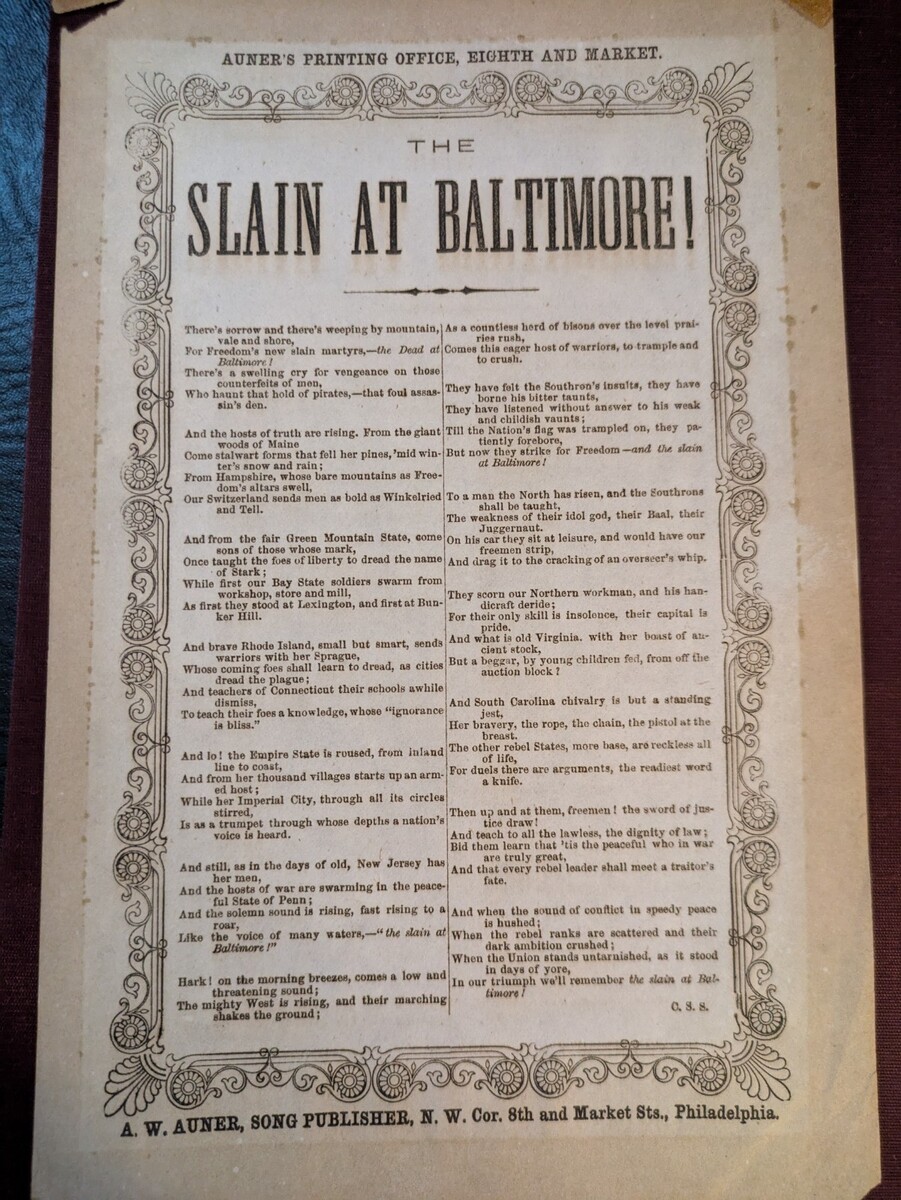 AUNER'S PRINTING OFFICE, EIGHTH AND MARKET.
THE
SLAIN AT BALTIMORE!
There's sorrow and there's weeping by mountain,
vale and shore,
For Freedom's new slain martyrs,—the Dead at
Baltimore!
There's a swelling cry for vengeance on those
counterfeits of men,
Who haunt that hold of pirates,—that foul assas-
sin's den.
And the hosts of truth are rising. From the giant
woods of Maine
Come stalwart forms that fell her pines, 'mid win-
ter's snow and rain;
From Hampshire, whose bare mountains as Free-
dom's altars swell,
Our Switzerland sends men as bold as Winkelried
and Tell.
And from the fair Green Mountain State, come
sons of those whose mark,
Once taught the foes of liberty to dread the name
of Stark;
While first our Bay State soldiers swarm from
workshop, store and mill,
As first they stood at Lexington, and first at Bun-
ker Hill.
And brave Rhode Island, small but smart, sends
warriors with her Sprague,
Whose coming foes shall learn to dread, as cities
dread the plague;
And teachers of Connecticut their schools awhile
dismiss,
To teach their foes a knowledge, whose "ignorance
is bliss."
And lo! the Empire State is roused, from inland
line to coast,
And from her thousand villages starts up an arm-
ed host;
While her Imperial City, through all its circles
stirred,
Is as a trumpet through whose depths a nation's
voice is heard.
And still, as in the days of old, New Jersey has
her men,
And the hosts of war are swarming in the peace-
ful State of Penn;
And the solemn sound is rising, fast rising to a
roar,
Like the voice of many waters,—"the slain at
Baltimore!"
Hark! on the morning breezes, comes a low and
threatening sound;
The mighty West is rising, and their marching
shakes the ground;
As a countless herd of bisons over the level prai-
ries rush,
Comes this eager host of warriors, to trample and
to crush.
They have felt the Southron's insults, they have
borne his bitter taunts,
They have listened without answer to his weak
and childish vaunts;
Till the Nation's flag was trampled on, they pa-
tiently forebore,
But now they strike for Freedom—and the slain
at Baltimore!
To a man the North has risen, and the Southrons
shall be taught,
The weakness of their idol god, their Baal, their
Juggernaut.
On his car they sit at leisure, and would have our
freemen strip,
And drag it to the cracking of an overseer's whip.
They scorn our Northern workman, and his han-
dicraft deride;
For their only skill is insolence, their capital is
pride.
And what is old Virginia. with her boast of an-
cient stock,
But a beggar, by young children fed, from off the
auction block?
And South Carolina chivalry is but a standing
jest,
Her bravery, the rope, the chain, the pistol at the
breast.
The other rebel States, more base, are reckless all
of life,
For duels there are arguments, the readiest word
a knife.
Then up and at them, freemen! the sword of jus-
tice draw!
And teach to all the lawless, the dignity of law;
Bid them learn that 'tis the peaceful who in war
are truly great,
And that every rebel leader shall meet a traitor's
fate.
And when the sound of conflict in speedy peace
is hushed;
When the rebel ranks are scattered and their
dark ambition crushed;
When the Union stands untarnished, as it stood
in days of yore,
In our triumph we'll remember the slain at Bal-
timore!
C. S. S.
A. W. AUNER, SONG PUBLISHER, N. W. Cor. 8th and Market Sts., Philadelphia.